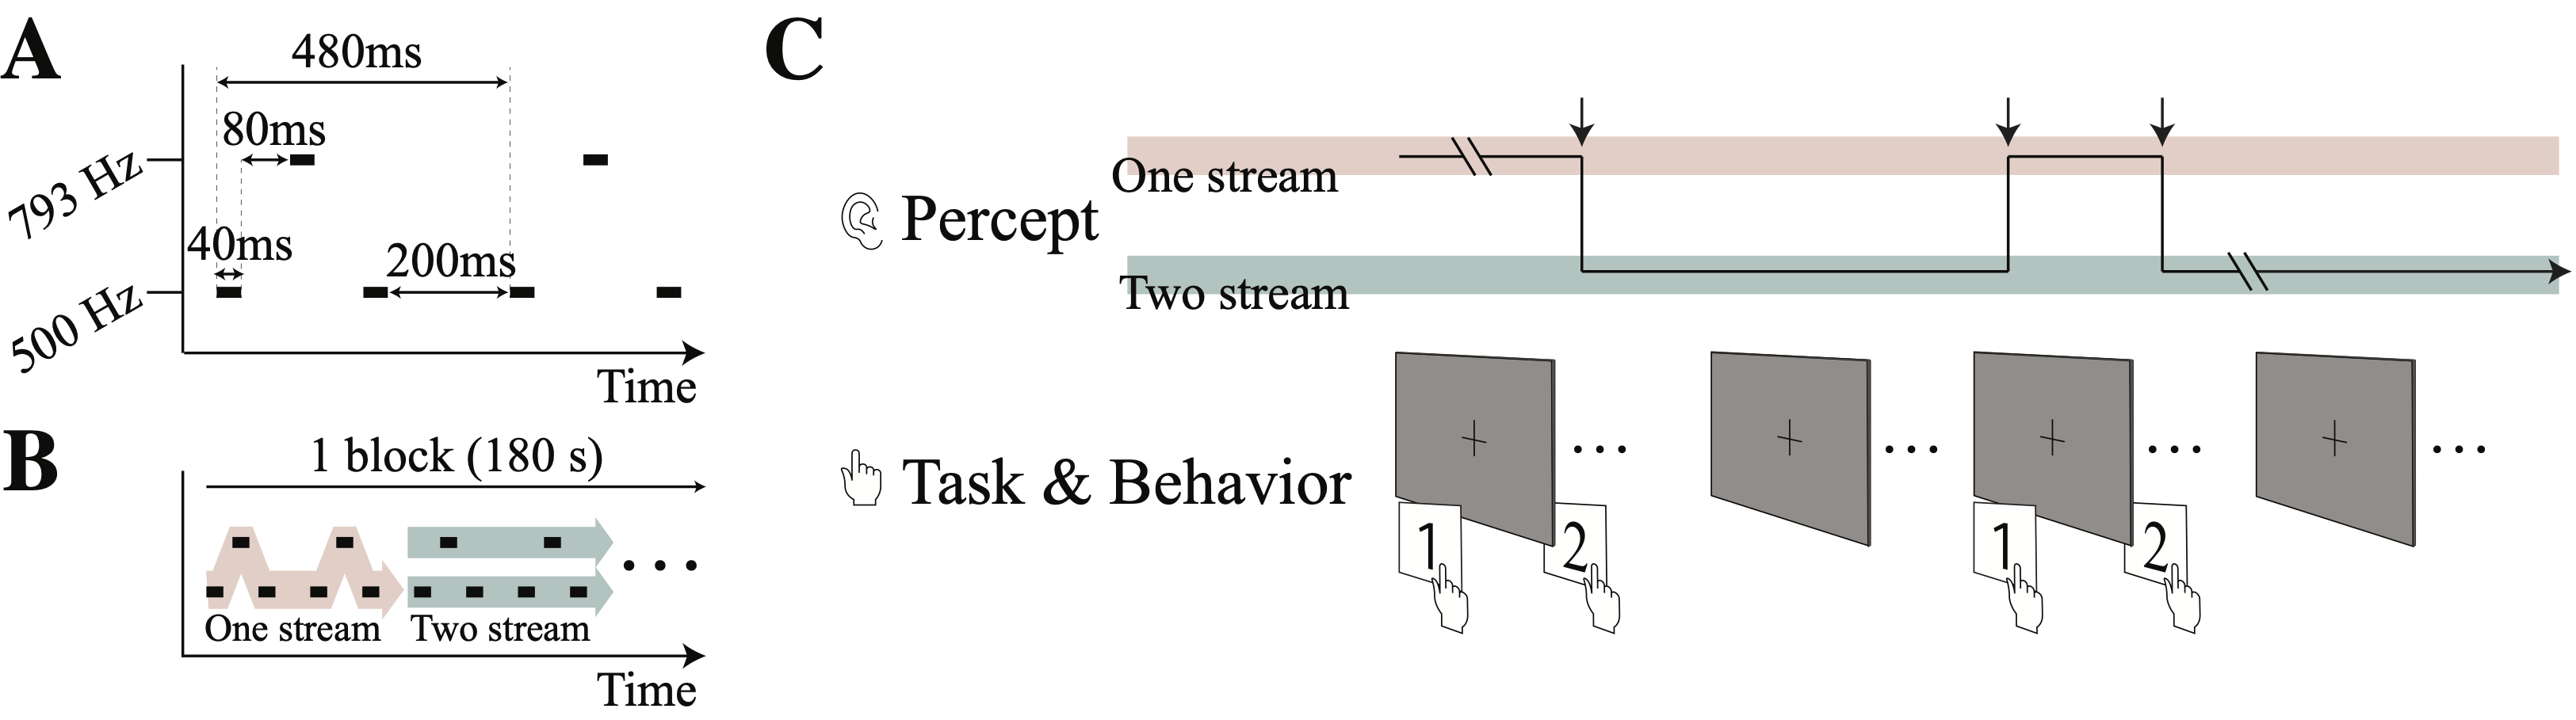 A
480ms
80ms
793 Hz
40ms
200ms
500 Hz
Time
B
1 block (180 s)
One stream
Two stream
...
Time
C
Percept
One stream
Two stream
Task & Behavior
... ... ... ...
1 2 1 2